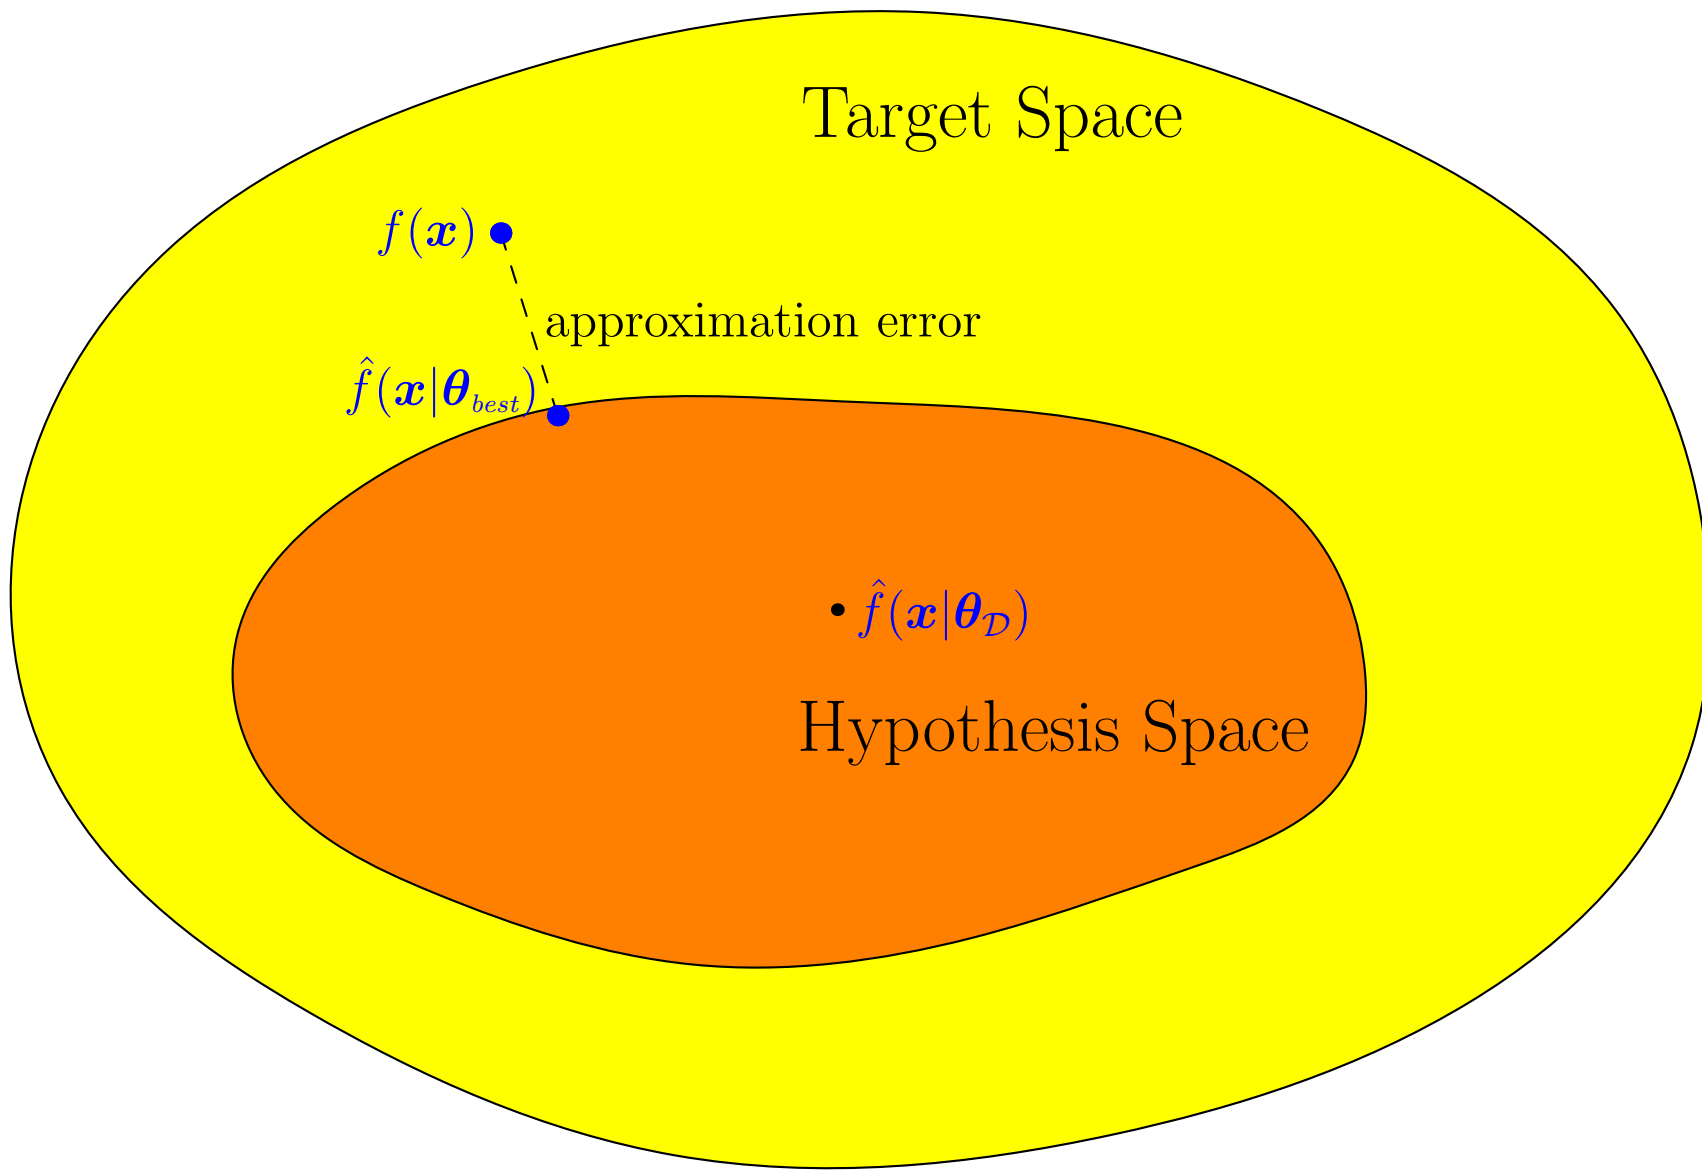 Target Space
f(x)
approximation error
f̂(x|θ_best)
f̂(x|θ_𝒟)
Hypothesis Space